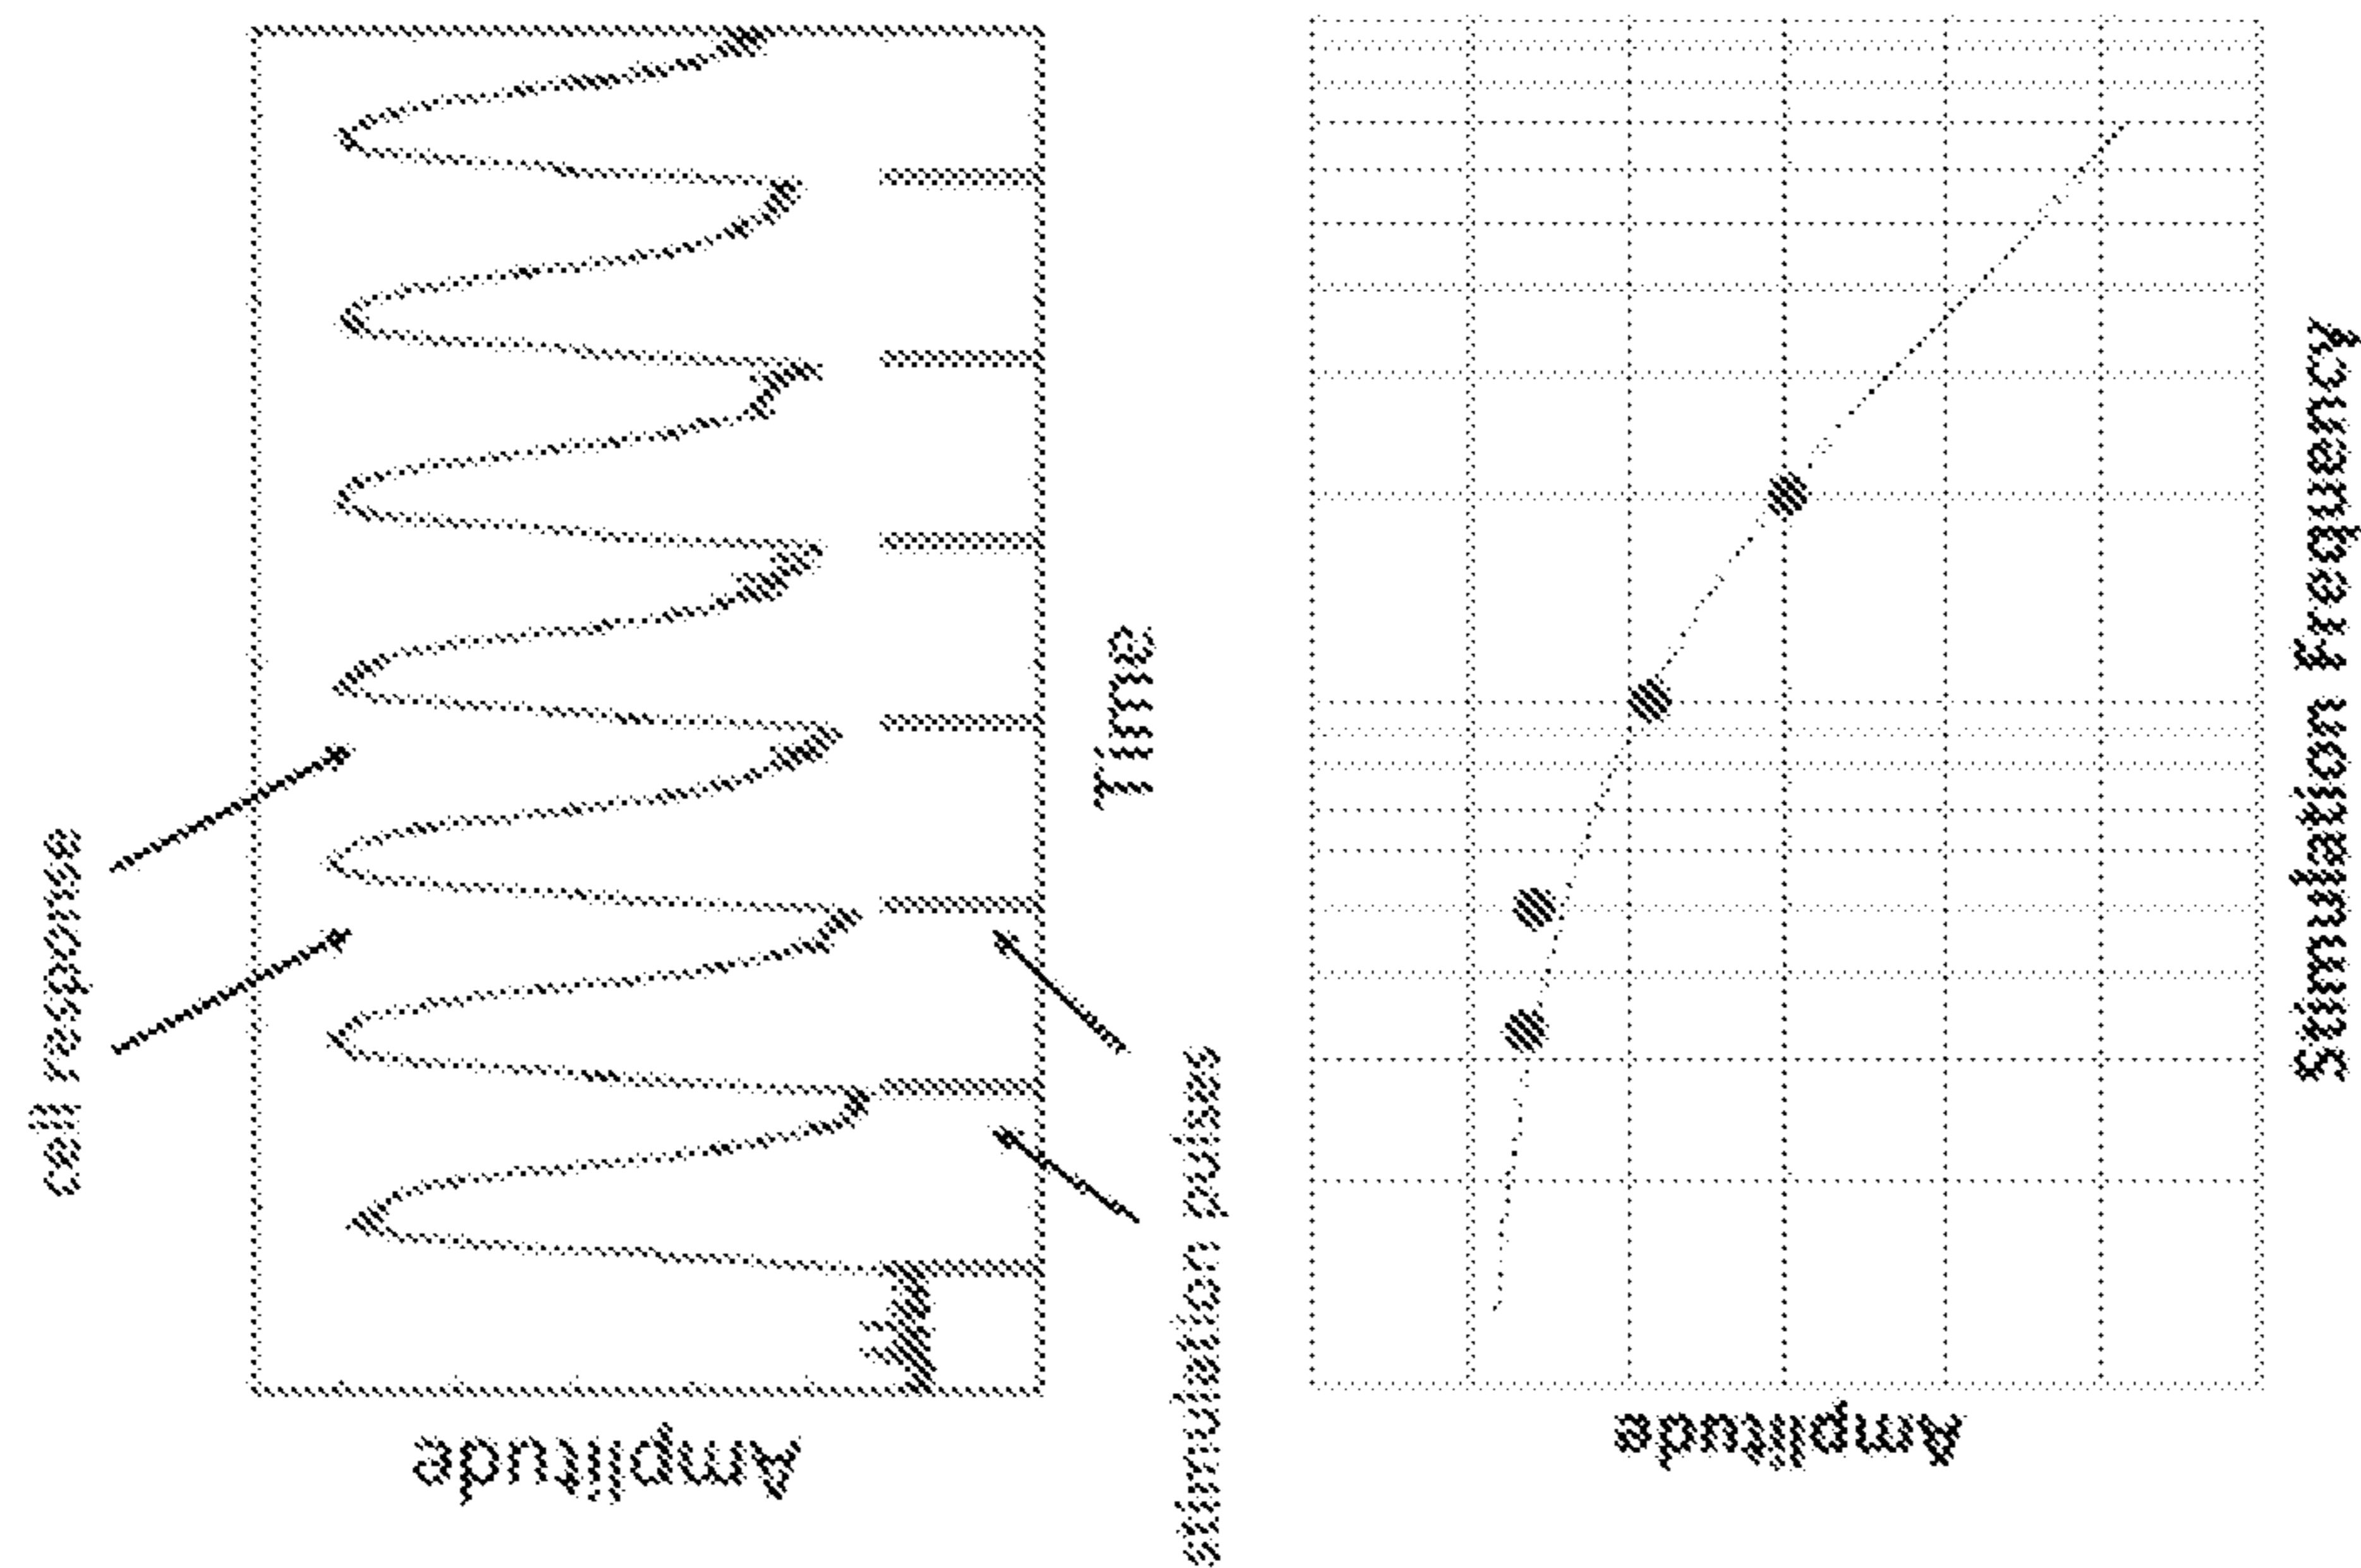 cell response
Amplitude
Time
stimulation pulses
Amplitude
Stimulation frequency